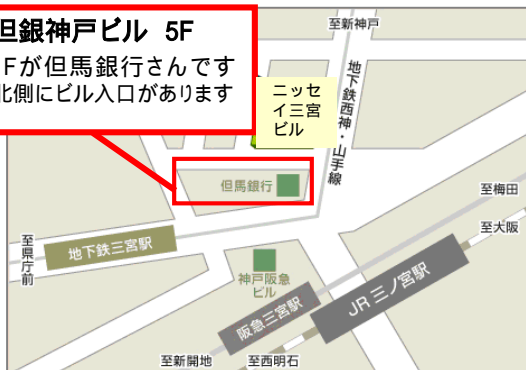 但銀神戸ビル 5F
Fが但馬銀行さんです
北側にビル入口があります
至新神戸
地下鉄西神・山手線
ニッセ
イ三宮
ビル
但馬銀行
至梅田
至大阪
至県庁前
地下鉄三宮駅
神戸阪急
ビル
阪急三宮駅
JR三ノ宮駅
至新開地
至西明石